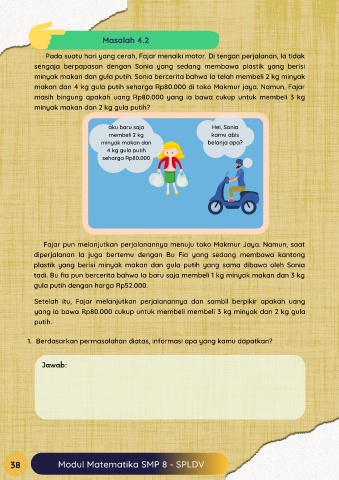 Masalah 4.2
Pada suatu hari yang cerah, Fajar menaiki motor. Di tengan perjalanan, Ia tidak
sengaja berpapasan dengan Sonia yang sedang membawa plastik yang berisi
minyak makan dan gula putih. Sonia bercerita bahwa Ia telah membeli 2 kg minyak
makan dan 4 kg gula putih seharga Rp80.000 di toko Makmur jaya. Namun, Fajar
masih bingung apakah uang Rp80.000 yang ia bawa cukup untuk membeli 3 kg
minyak makan dan 2 kg gula putih?
aku baru saja
membeli 2 kg
minyak makan dan
4 kg gula putih
seharga Rp80.000
Hei, Sonia
kamu abis
belanja apa?
Fajar pun melanjutkan perjalanannya menuju toko Makmur Jaya. Namun, saat
diperjalanan Ia juga bertemu dengan Bu Fia yang sedang membawa kantong
plastik yang berisi minyak makan dan gula putih yang sama dibawa oleh Sonia
tadi. Bu fia pun bercerita bahwa Ia baru saja membeli 1 kg minyak makan dan 3 kg
gula putih dengan harga Rp52.000.
Setelah itu, Fajar melanjutkan perjalanannya dan sambil berpikir apakah uang
yang ia bawa Rp80.000 cukup untuk membeli membeli 3 kg minyak dan 2 kg gula
putih.
1. Berdasarkan permasalahan diatas, informasi apa yang kamu dapatkan?
Jawab:
38 Modul Matematika SMP 8 - SPLDV